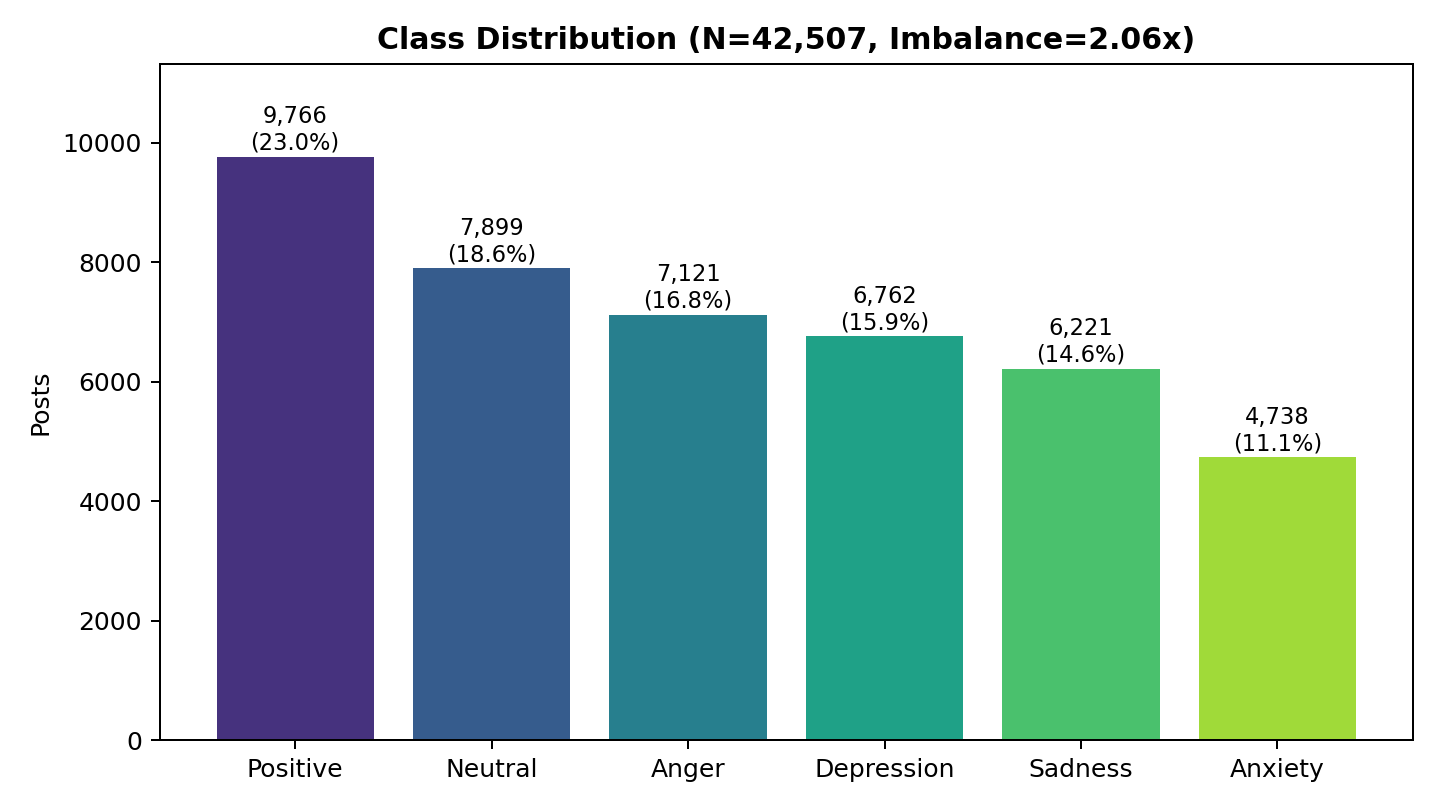 Class Distribution (N=42,507, Imbalance=2.06x)
Posts
10000
8000
6000
4000
2000
0
9,766
(23.0%)
7,899
(18.6%)
7,121
(16.8%)
6,762
(15.9%)
6,221
(14.6%)
4,738
(11.1%)
Positive
Neutral
Anger
Depression
Sadness
Anxiety